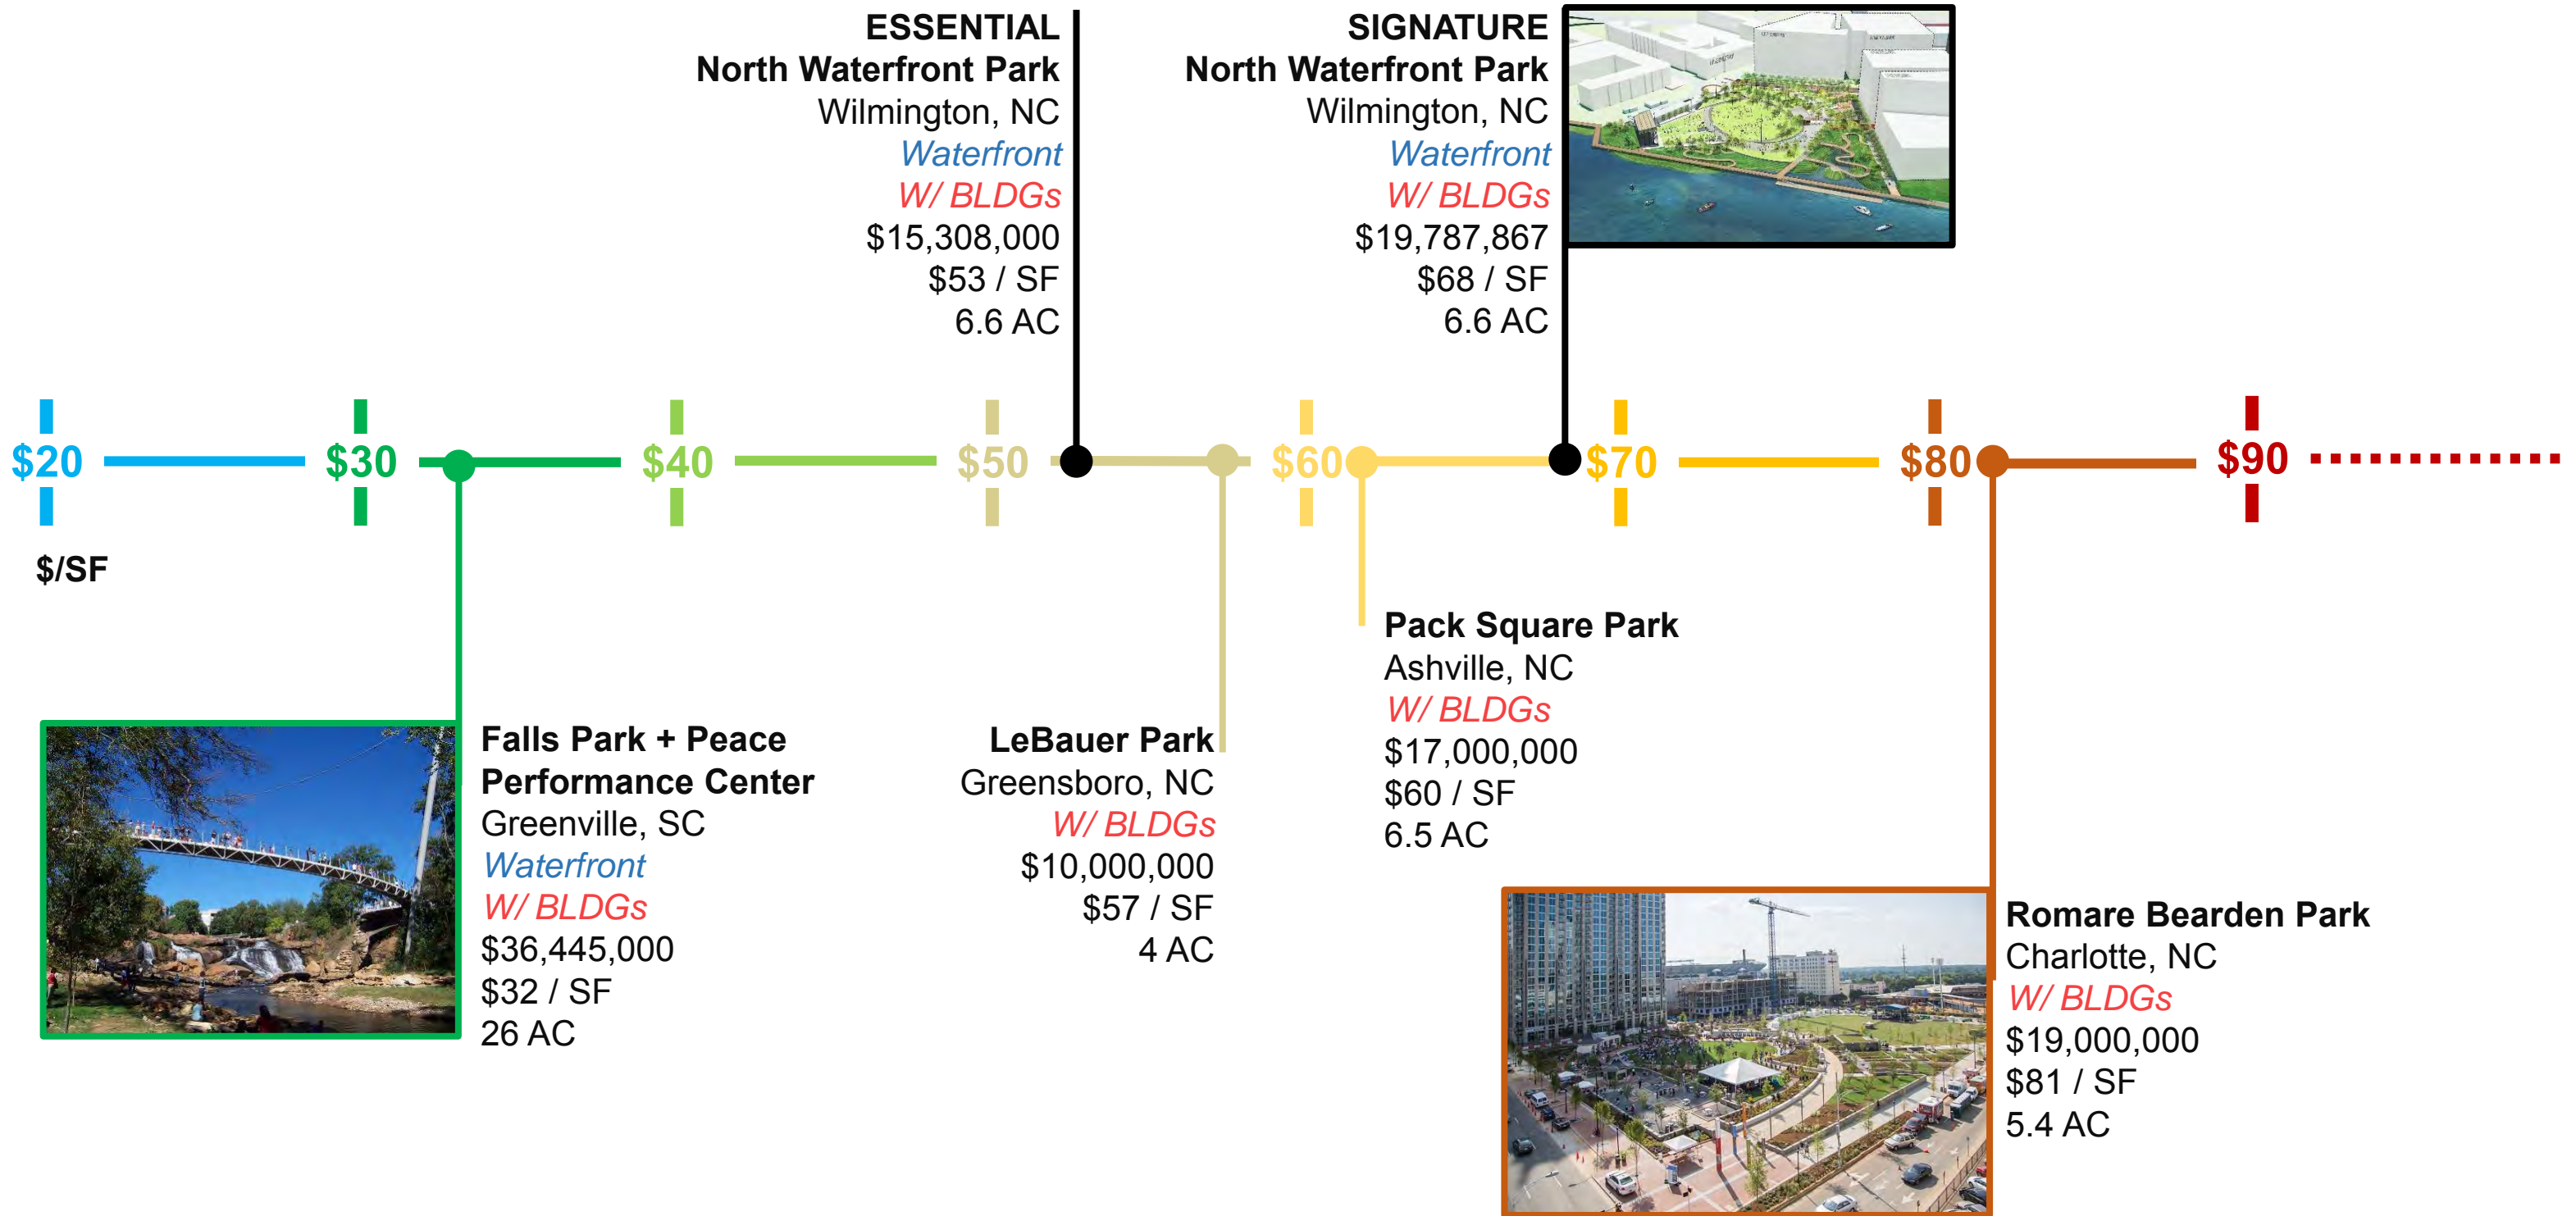 ESSENTIAL
North Waterfront Park
Wilmington, NC
Waterfront
W/ BLDGs
$15,308,000
$53 / SF
6.6 AC
SIGNATURE
North Waterfront Park
Wilmington, NC
Waterfront
W/ BLDGs
$19,787,867
$68 / SF
6.6 AC
$20 $30 $40 $50 $60 $70 $80 $90
$/SF
Falls Park + Peace
Performance Center
Greenville, SC
Waterfront
W/ BLDGs
$36,445,000
$32 / SF
26 AC
LeBauer Park
Greensboro, NC
W/ BLDGs
$10,000,000
$57 / SF
4 AC
Pack Square Park
Ashville, NC
W/ BLDGs
$17,000,000
$60 / SF
6.5 AC
Romare Bearden Park
Charlotte, NC
W/ BLDGs
$19,000,000
$81 / SF
5.4 AC